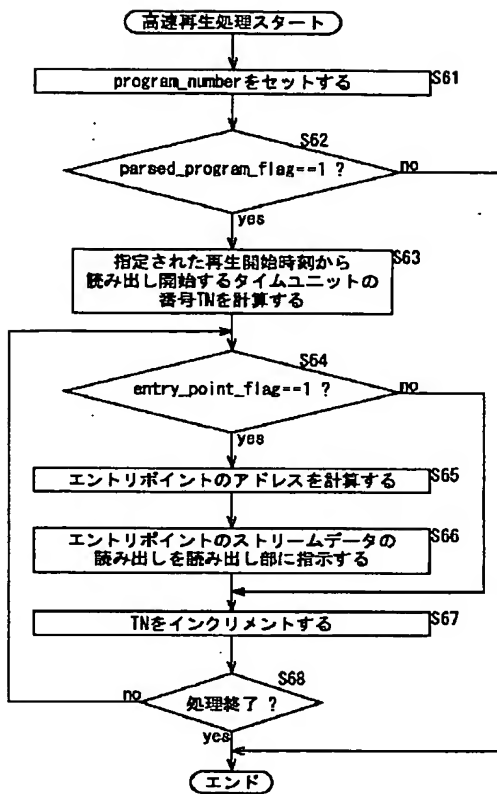 高速再生処理スタート
S61
program_numberをセットする
S62
parsed_program_flag==1 ?
no
yes
S63
指定された再生開始時刻から
読み出し開始するタイムユニットの
番号TNを計算する
S64
entry_point_flag==1 ?
no
yes
S65
エントリポイントのアドレスを計算する
S66
エントリポイントのストリームデータの
読み出しを読み出し部に指示する
S67
TNをインクリメントする
S68
no
処理終了 ?
yes
エンド